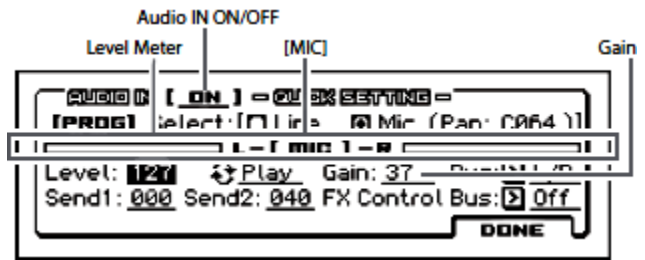 Audio IN ON/OFF
Level Meter [MIC] Gain
AUDIO IN [ ON ] - QUICK SETTING -
[PROG] Select:[ Line Mic (Pan: C064 )]
L-[ MIC ]-R
Level: 127 Play Gain: 37
Send1: 000 Send2: 040 FX Control Bus: Off
DONE